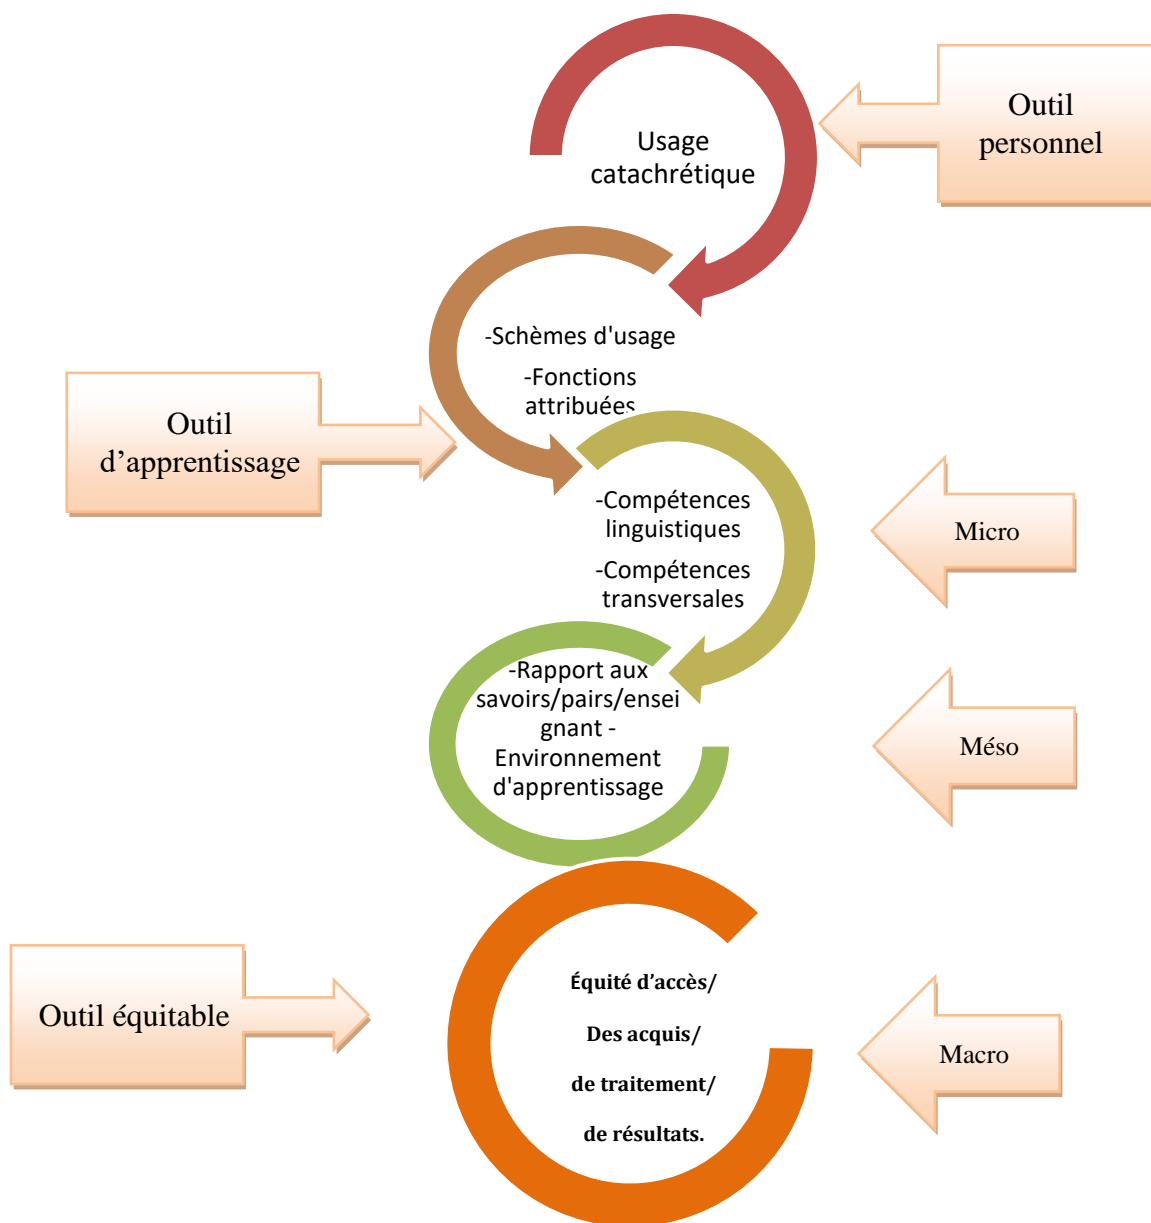 Outil
personnel
Usage
catachrétique
-Schèmes d'usage
-Fonctions
attribuées
Outil
d’apprentissage
-Compétences
linguistiques
-Compétences
transversales
Micro
-Rapport aux
savoirs/pairs/ensei
gnant -
Environnement
d'apprentissage
Méso
Équité d’accès/
Des acquis/
de traitement/
de résultats.
Outil équitable
Macro